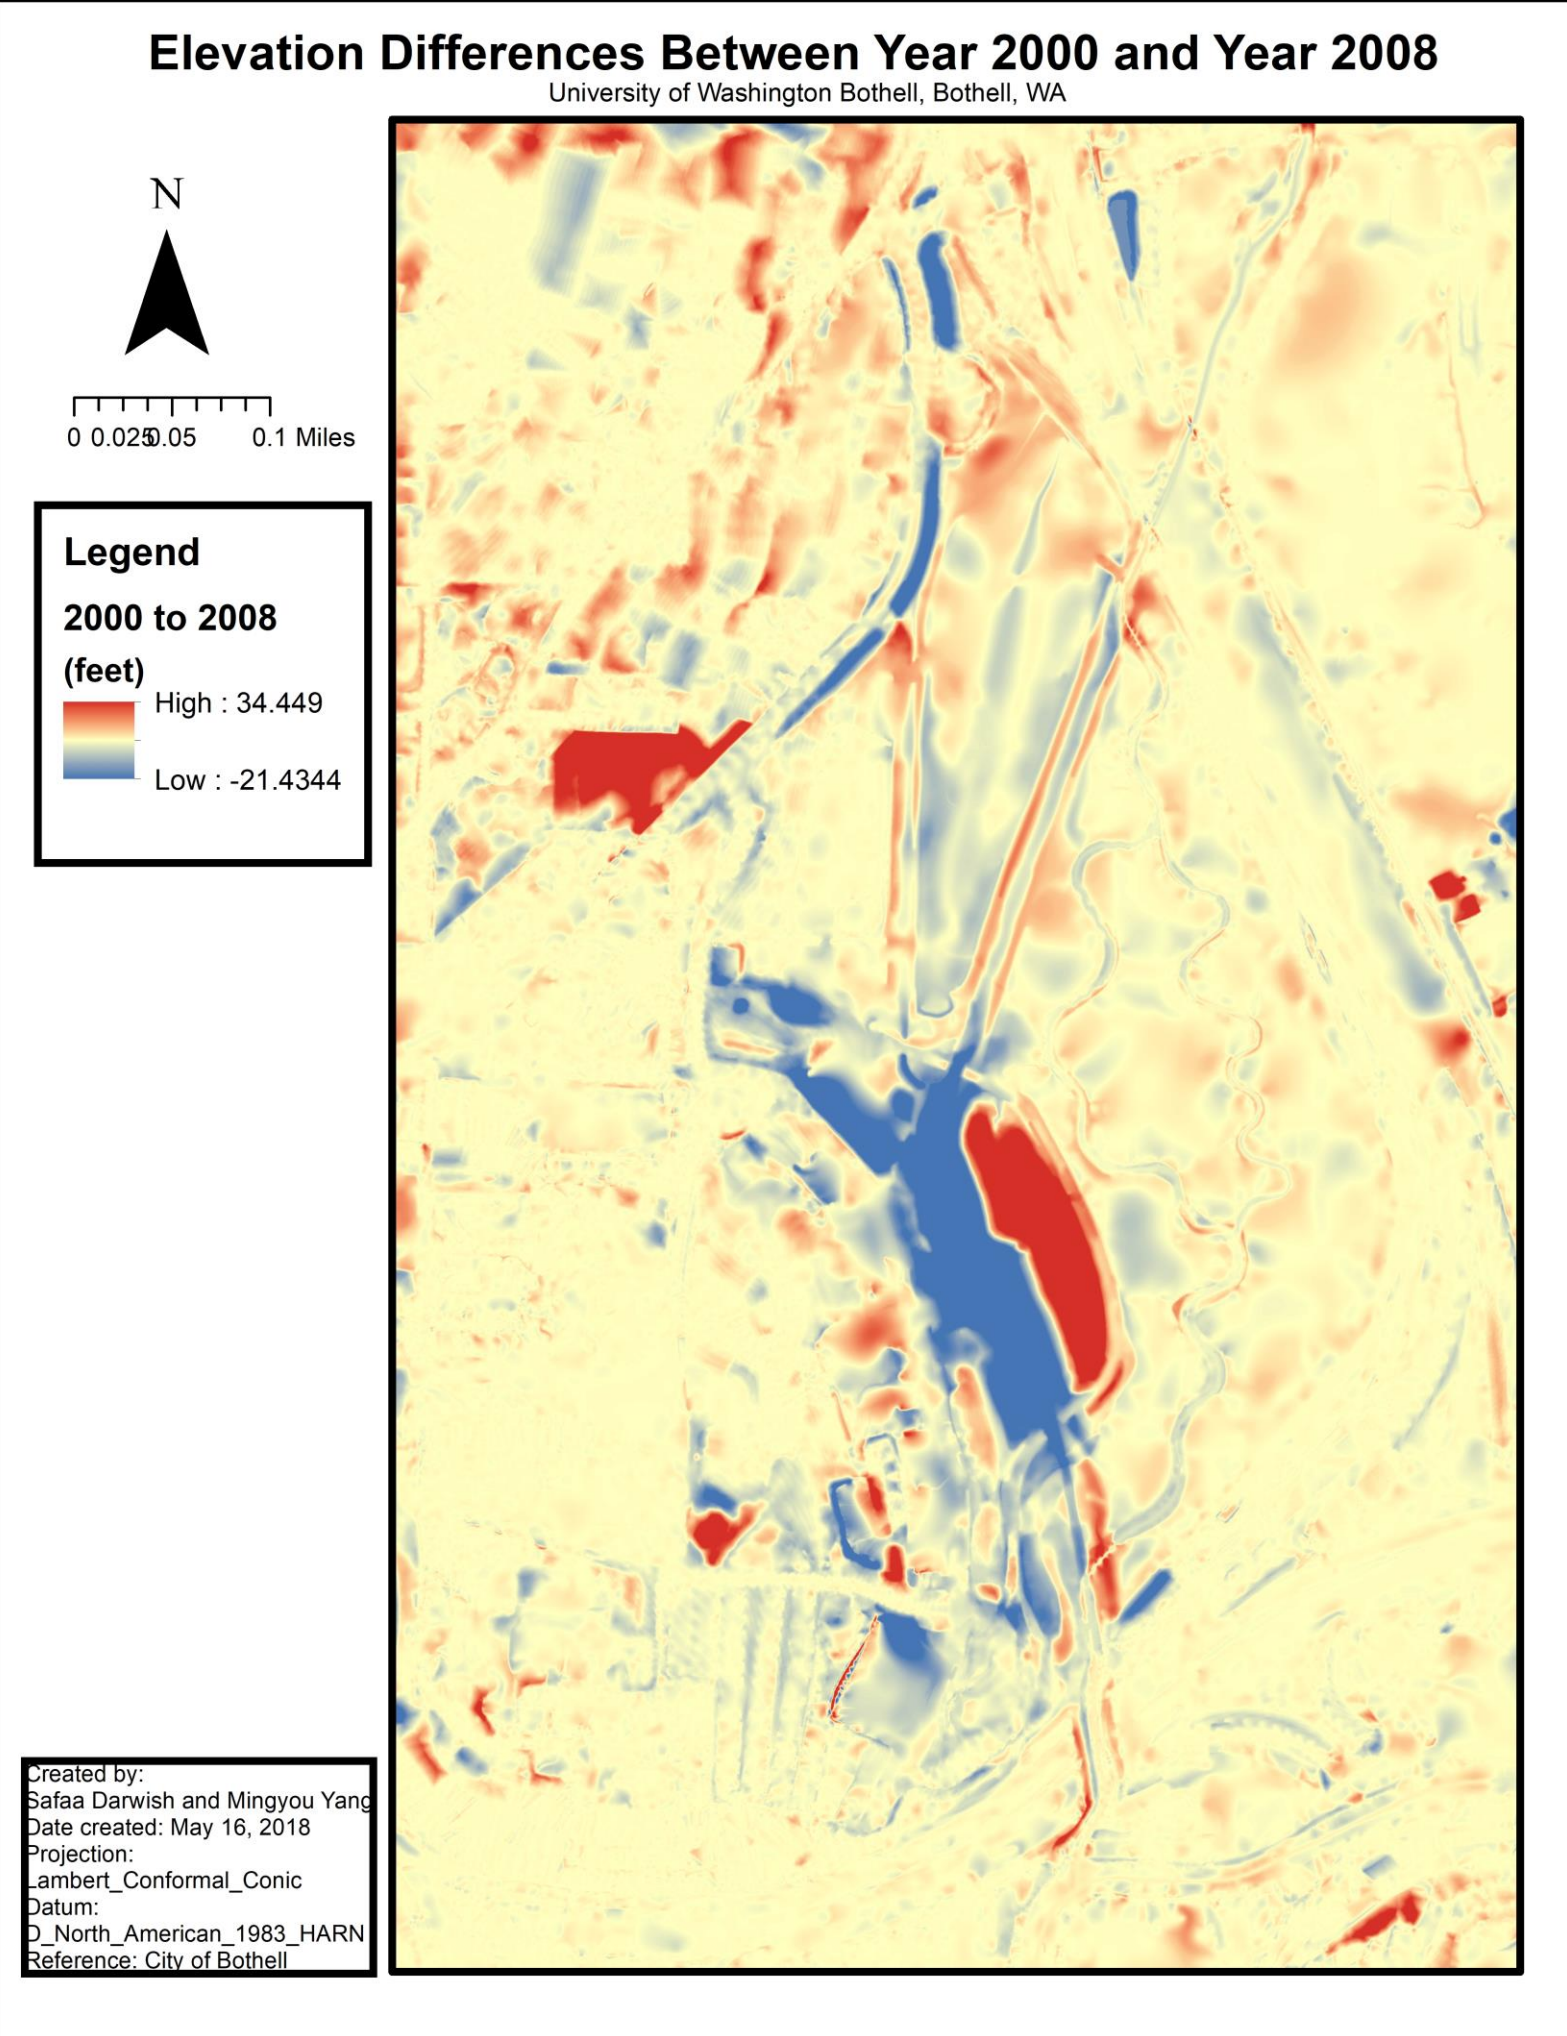 Elevation Differences Between Year 2000 and Year 2008
University of Washington Bothell, Bothell, WA
N
0 0.025 0.05 0.1 Miles
Legend
2000 to 2008
(feet)
High : 34.449
Low : -21.4344
Created by:
Safaa Darwish and Mingyou Yang
Date created: May 16, 2018
Projection:
Lambert_Conformal_Conic
Datum:
D_North_American_1983_HARN
Reference: City of Bothell